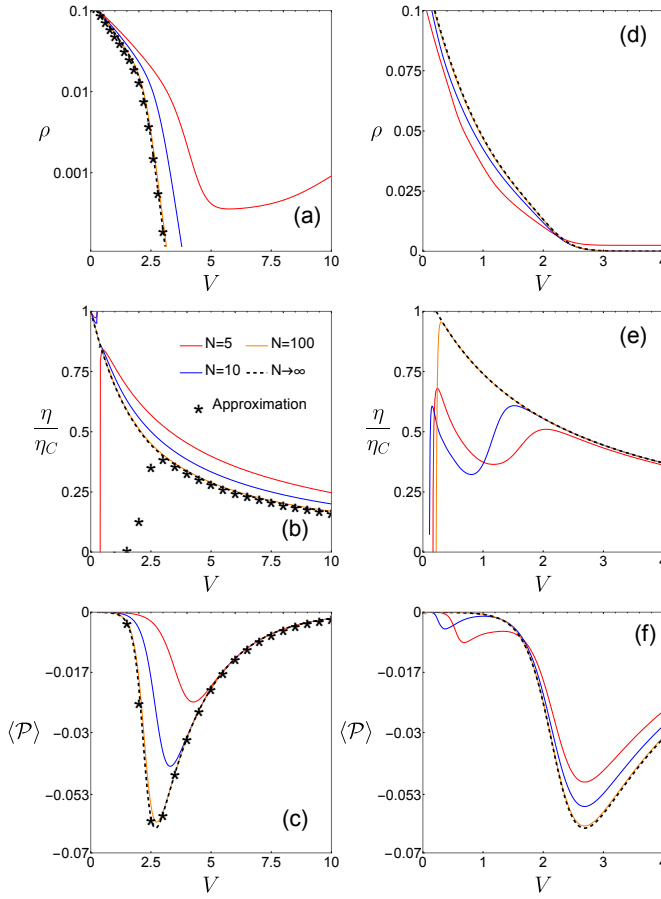 0.1
0.01
0.001
ρ
(a)
0
2.5
5
7.5
10
V
0.1
0.075
0.05
0.025
0
ρ
(d)
0
1
2
3
4
V
1
0.75
0.5
0.25
0
η
η_C
N=5
N=100
N=10
N→∞
* Approximation
(b)
0
2.5
5
7.5
10
V
1
0.75
0.5
0.25
0
η
η_C
(e)
0
1
2
3
4
V
0
−0.017
−0.03
−0.053
−0.07
⟨𝒫⟩
(c)
0
2.5
5
7.5
10
V
0
−0.017
−0.03
−0.053
−0.07
⟨𝒫⟩
(f)
0
1
2
3
4
V